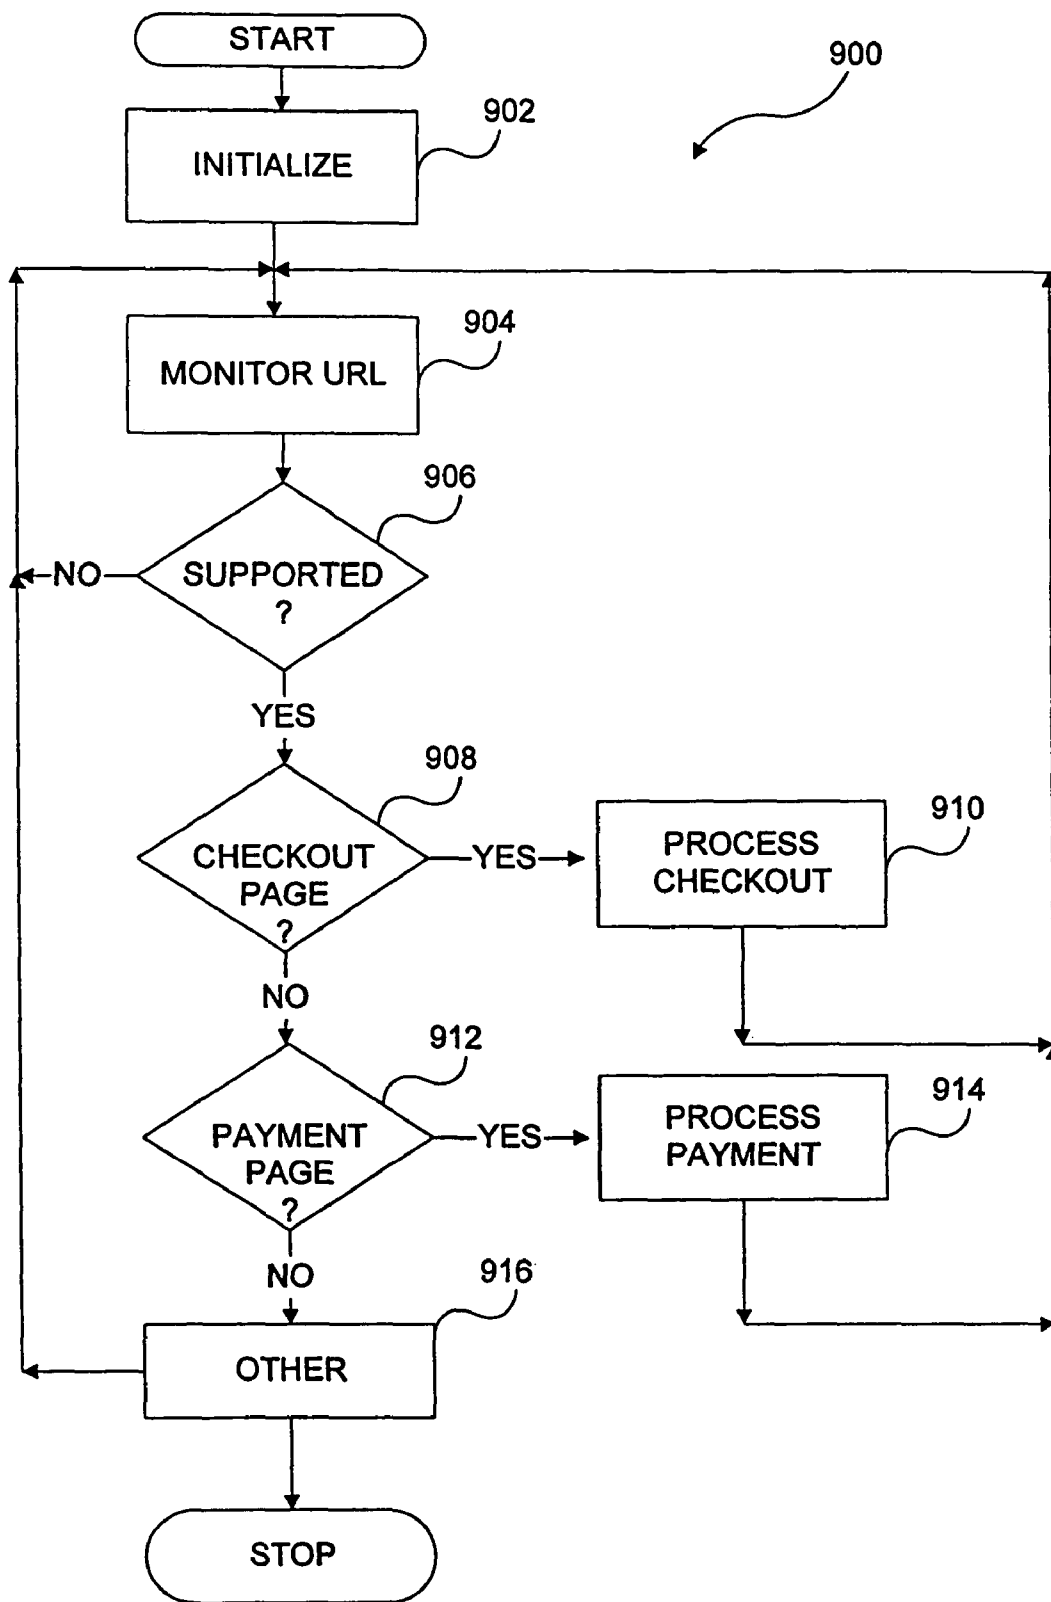 START
900
902
INITIALIZE
904
MONITOR URL
906
NO
SUPPORTED
?
YES
908
CHECKOUT
PAGE
?
YES
910
PROCESS
CHECKOUT
NO
912
PAYMENT
PAGE
?
YES
914
PROCESS
PAYMENT
NO
916
OTHER
STOP